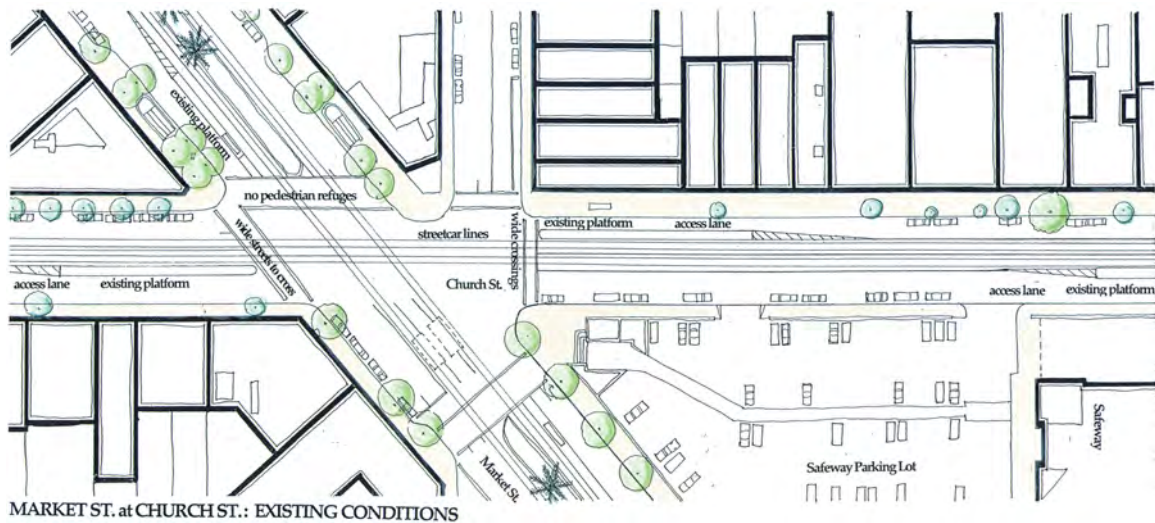 existing platform
no pedestrian refuges
wide streets to cross
streetcar lines
wide crossings
existing platform
access lane
access lane
existing platform
Church St.
access lane
existing platform
Market St.
Safeway Parking Lot
Safeway
MARKET ST. at CHURCH ST.: EXISTING CONDITIONS